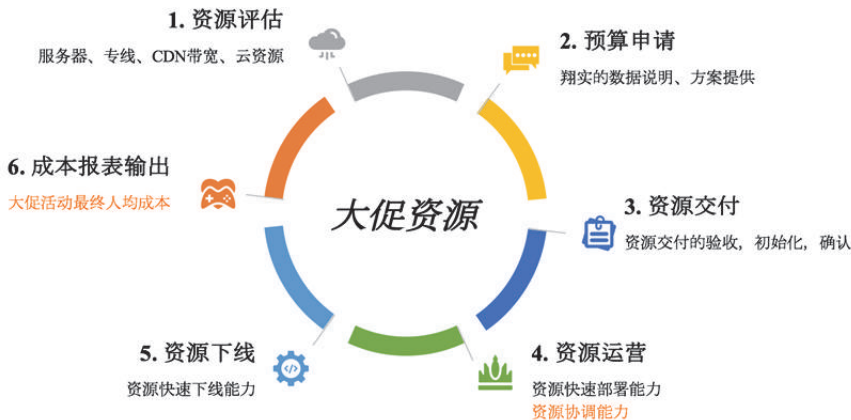 1. 资源评估
服务器、专线、CDN带宽、云资源
2. 预算申请
翔实的数据说明、方案提供
3. 资源交付
资源交付的验收，初始化，确认
4. 资源运营
资源快速部署能力
资源协调能力
5. 资源下线
资源快速下线能力
6. 成本报表输出
大促活动最终人均成本
大促资源